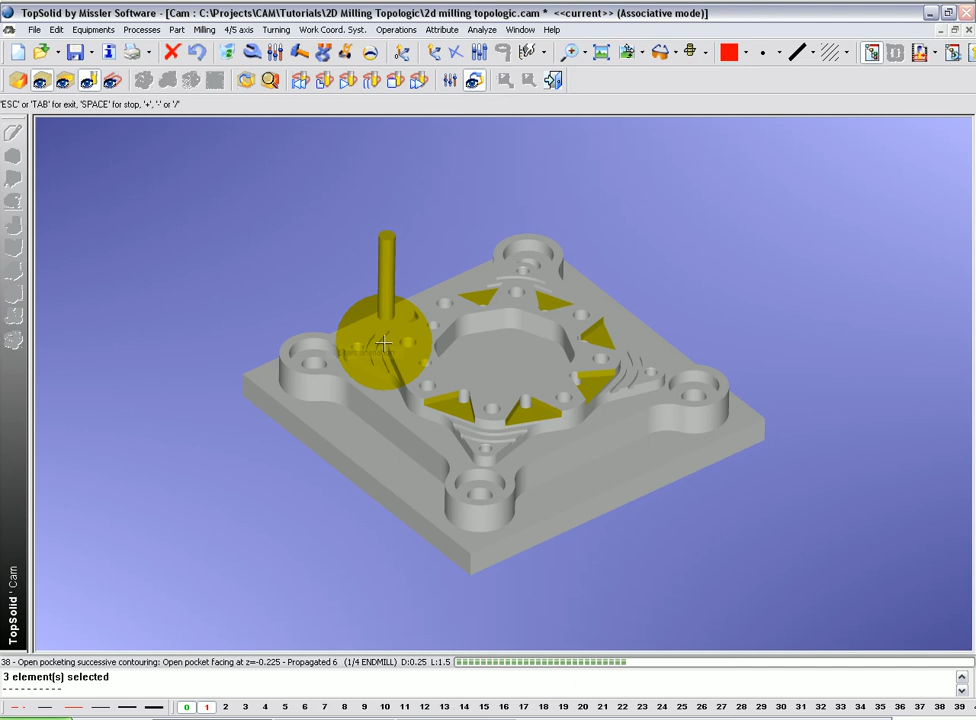 TopSolid by Missler Software - [Cam : C:\Projects\CAM\Tutorials\2D Milling Topologic\2d milling topologic.cam * <<current>> (Associative mode)]
File Edit Equipments Processes Part Milling 4/5 axis Turning Work Coord. Syst. Operations Attribute Analyze Window Help
'ESC' or 'TAB' for exit, 'SPACE' for stop, '+', '-' or '/'
TopSolid 'Cam
38 - Open pocketing successive contouring: Open pocket facing at z=-0.225 - Propagated 6 (1/4 ENDMILL) D:0.25 L:1.5
3 element(s) selected
----------
0 1 2 3 4 5 6 7 8 9 10 11 12 13 14 15 16 17 18 19 20 21 22 23 24 25 26 27 28 29 30 31 32 33 34 35 36 37 38 39